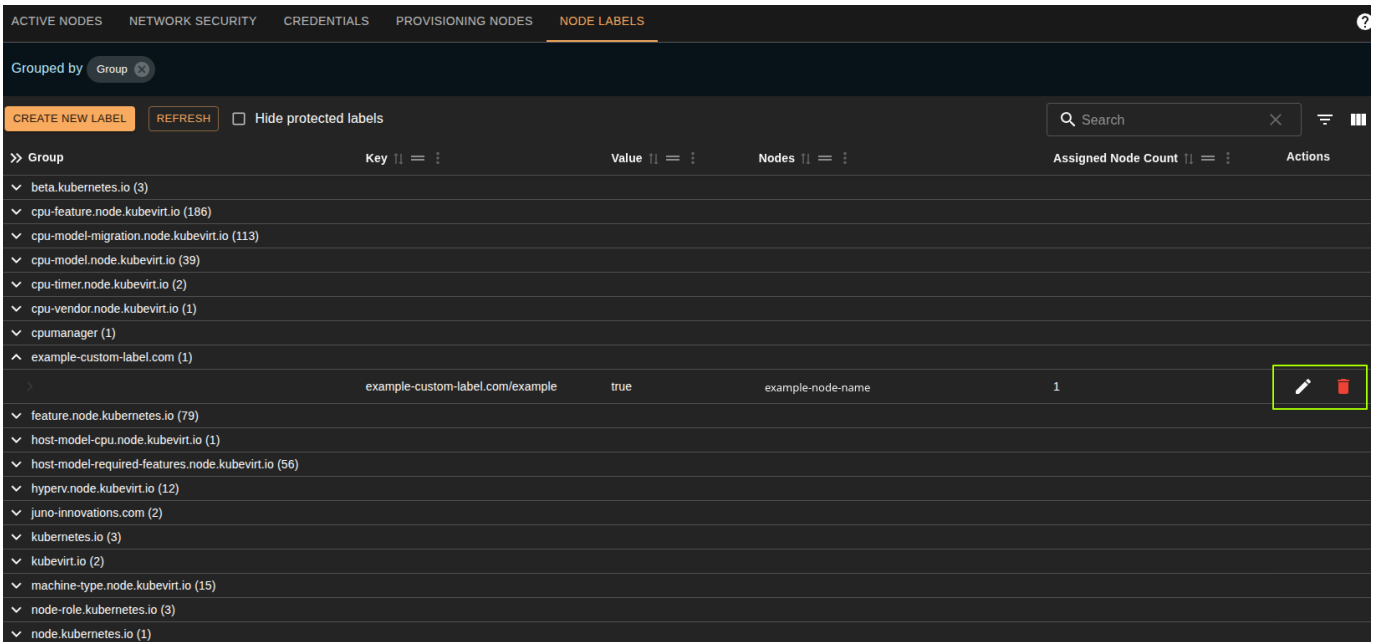 ACTIVE NODES NETWORK SECURITY CREDENTIALS PROVISIONING NODES NODE LABELS ?
Grouped by Group
CREATE NEW LABEL REFRESH Hide protected labels Search
Group Key Value Nodes Assigned Node Count Actions
beta.kubernetes.io (3)
cpu-feature.node.kubevirt.io (186)
cpu-model-migration.node.kubevirt.io (113)
cpu-model.node.kubevirt.io (39)
cpu-timer.node.kubevirt.io (2)
cpu-vendor.node.kubevirt.io (1)
cpumanager (1)
example-custom-label.com (1)
example-custom-label.com/example true example-node-name 1
feature.node.kubernetes.io (79)
host-model-cpu.node.kubevirt.io (1)
host-model-required-features.node.kubevirt.io (56)
hyperv.node.kubevirt.io (12)
juno-innovations.com (2)
kubernetes.io (3)
kubevirt.io (2)
machine-type.node.kubevirt.io (15)
node-role.kubernetes.io (3)
node.kubernetes.io (1)